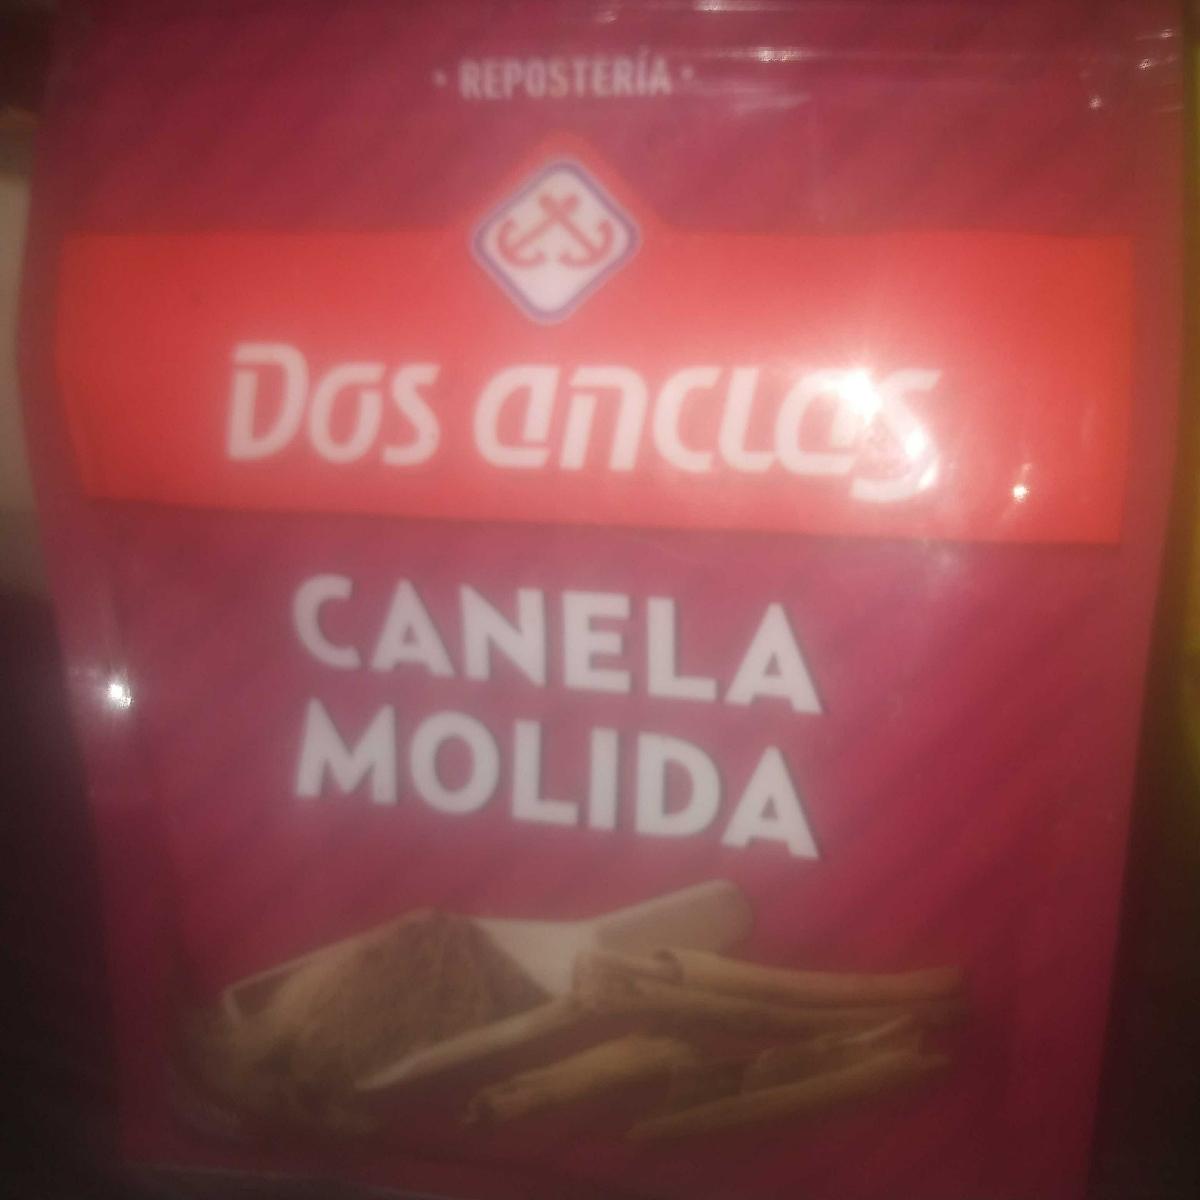 · REPOSTERÍA ·
Dos anclas
CANELA
MOLIDA